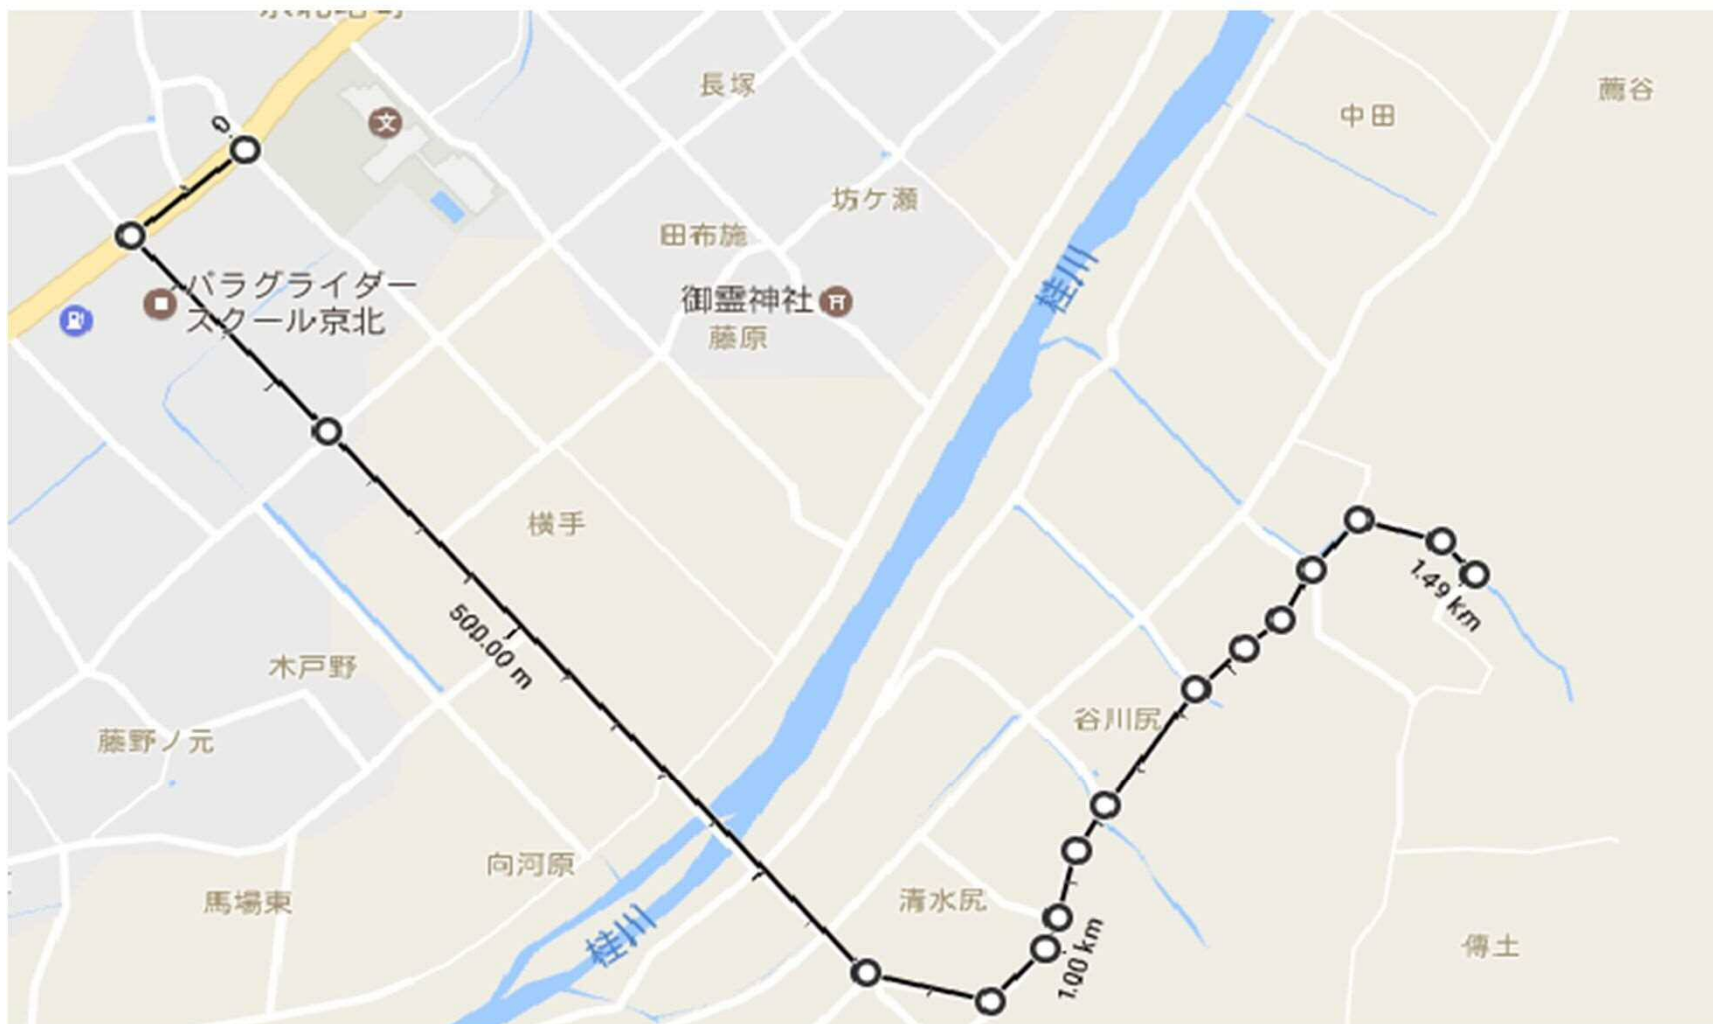 長塚
中田
薦谷
0
文
坊ケ瀬
田布施
桂川
パラグライダー
スクール京北
御霊神社
藤原
横手
1.49 km
500.00 m
木戸野
谷川尻
藤野ノ元
向河原
馬場東
清水尻
桂川
1.00 km
傳土